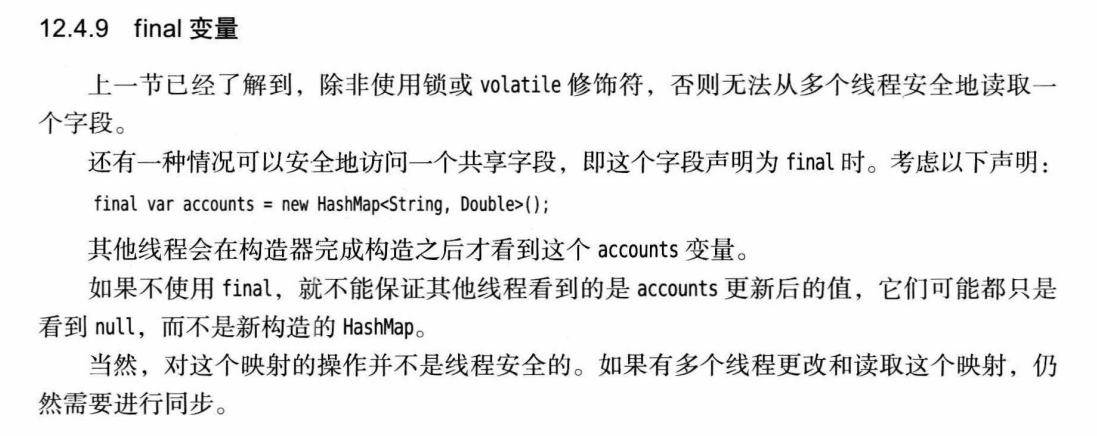 12.4.9 final 变量
上一节已经了解到，除非使用锁或 volatile 修饰符，否则无法从多个线程安全地读取一
个字段。
还有一种情况可以安全地访问一个共享字段，即这个字段声明为 final 时。考虑以下声明：
final var accounts = new HashMap<String, Double>();
其他线程会在构造器完成构造之后才看到这个 accounts 变量。
如果不使用 final，就不能保证其他线程看到的是 accounts 更新后的值，它们可能都只是
看到 null，而不是新构造的 HashMap。
当然，对这个映射的操作并不是线程安全的。如果有多个线程更改和读取这个映射，仍
然需要进行同步。